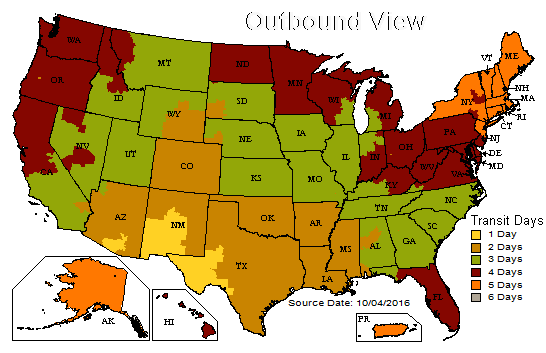 Outbound View
WA
MT
ND
MN
VT
ME
OR
ID
SD
WI
MI
NY
NH
MA
WY
RI
CT
NE
IA
PA
NJ
NV
UT
CO
IL
IN
OH
DE
MD
CA
KS
MO
WV
VA
KY
AZ
NM
OK
AR
TN
NC
SC
TX
MS
AL
GA
LA
FL
Transit Days
1 Day
2 Days
3 Days
4 Days
5 Days
6 Days
Source Date: 10/04/2016
AK
HI
PR